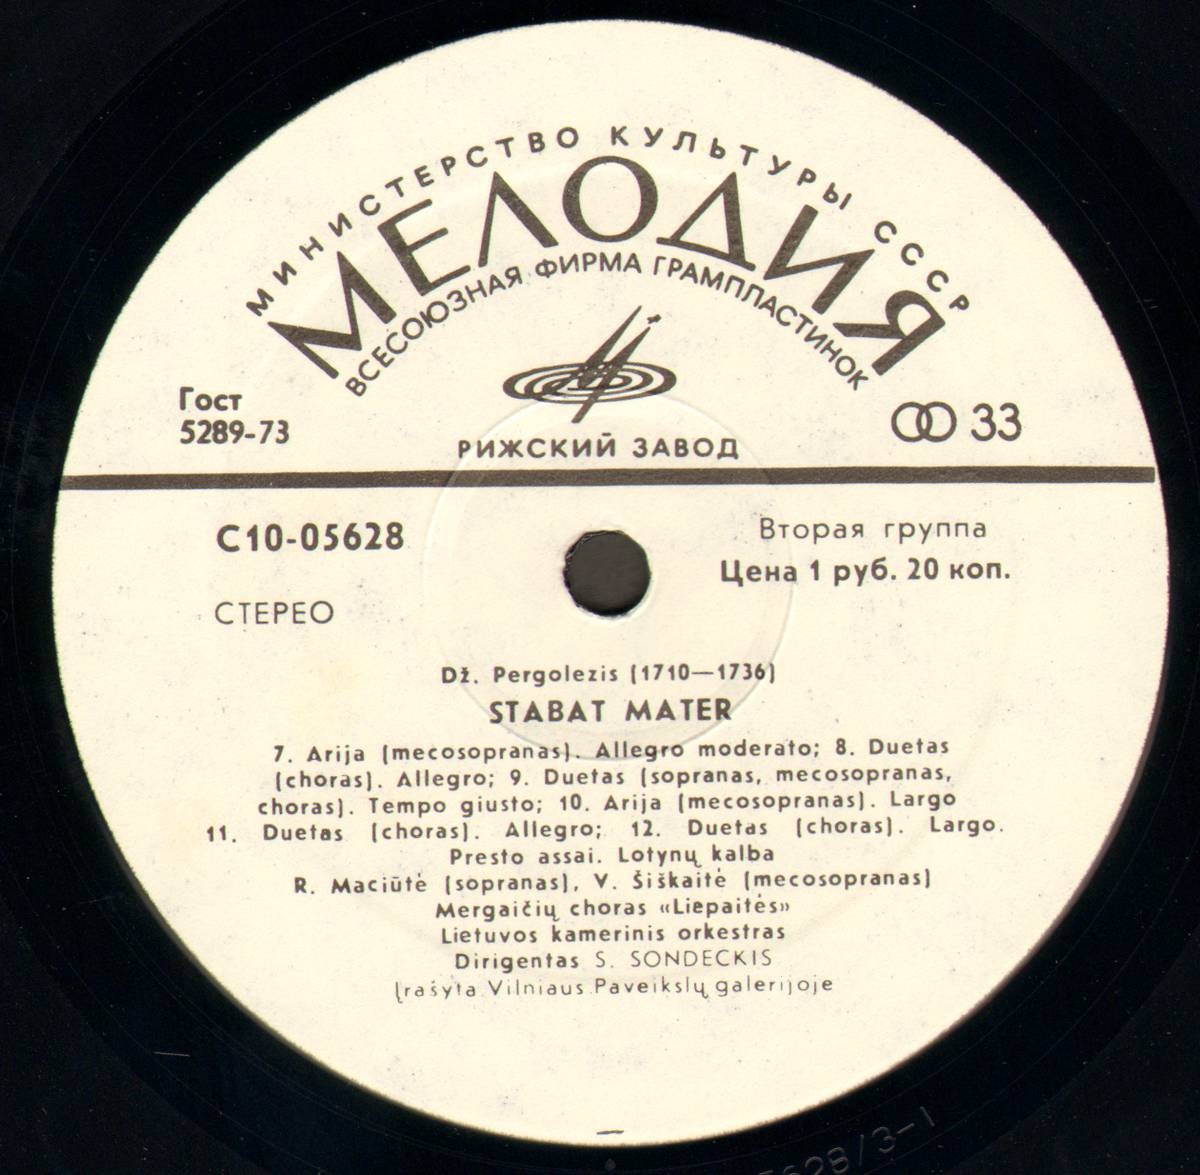 МИНИСТЕРСТВО КУЛЬТУРЫ СССР
МЕЛОДИЯ
ВСЕСОЮЗНАЯ ФИРМА ГРАМПЛАСТИНОК
Гост
5289-73
33
РИЖСКИЙ ЗАВОД
С10-05628
Вторая группа
Цена 1 руб. 20 коп.
СТЕРЕО
Dž. Pergolezis (1710—1736)
STABAT MATER
7. Arija (mecosopranas). Allegro moderato; 8. Duetas
(choras). Allegro; 9. Duetas (sopranas, mecosopranas,
choras). Tempo giusto; 10. Arija (mecosopranas). Largo
11. Duetas (choras). Allegro; 12. Duetas (choras). Largo.
Presto assai. Lotynų kalba
R. Maciūtė (sopranas), V. Šiškaitė (mecosopranas)
Mergaičių choras «Liepaitės»
Lietuvos kamerinis orkestras
Dirigentas S. SONDECKIS
Įrašyta Vilniaus Paveikslų galerijoje
5628/3-1